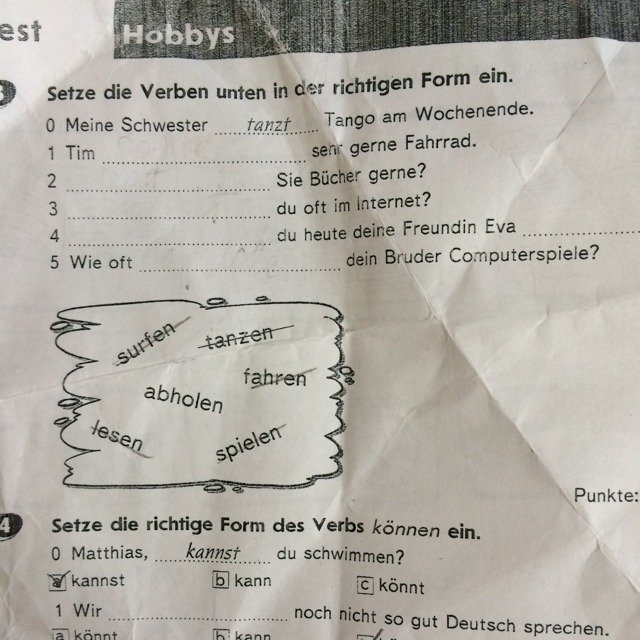 est
Hobbys
3 Setze die Verben unten in der richtigen Form ein.
0 Meine Schwester tanzt Tango am Wochenende.
1 Tim ........ sehr gerne Fahrrad.
2 ........ Sie Bücher gerne?
3 ........ du oft im Internet?
4 ........ du heute deine Freundin Eva ........
5 Wie oft ........ dein Bruder Computerspiele?
surfen tanzen
fahren
abholen
lesen spielen
Punkte:
4 Setze die richtige Form des Verbs können ein.
0 Matthias, kannst du schwimmen?
a kannst b kann c könnt
1 Wir ........ noch nicht so gut Deutsch sprechen.
a könnt b kann